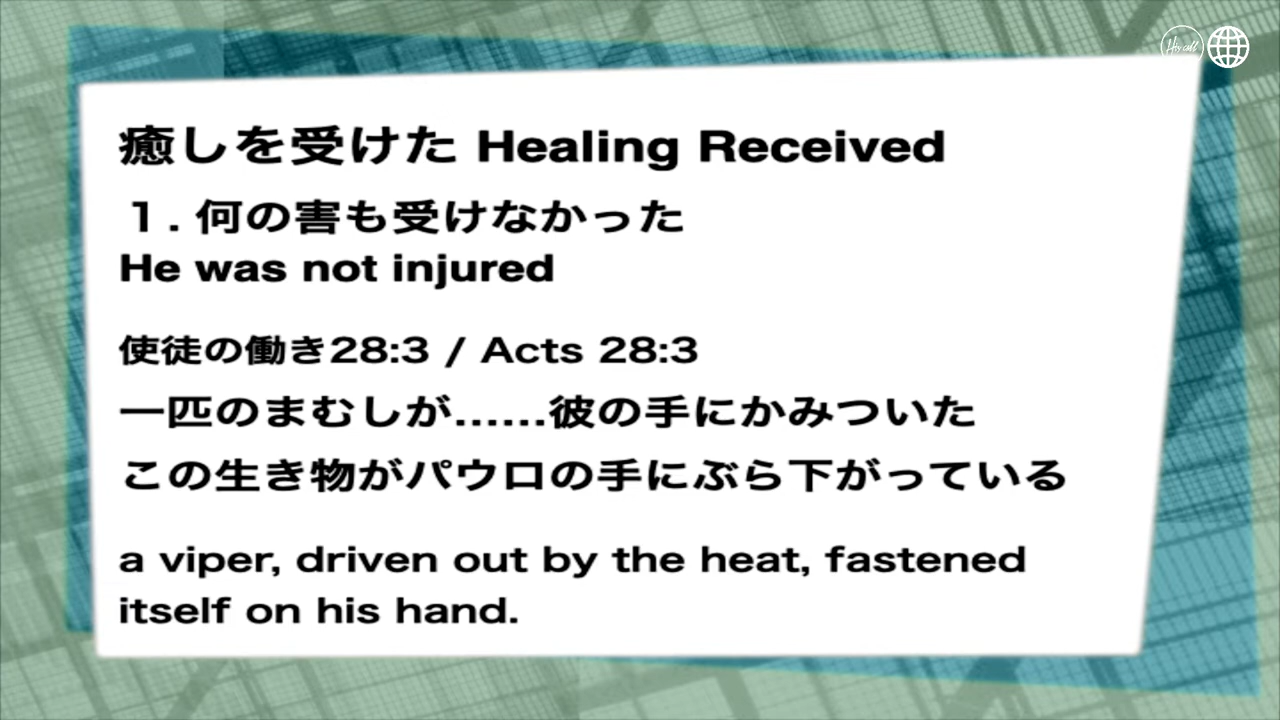 His call
癒しを受けた Healing Received
１. 何の害も受けなかった
He was not injured
使徒の働き28:3 / Acts 28:3
一匹のまむしが……彼の手にかみついた
この生き物がパウロの手にぶら下がっている
a viper, driven out by the heat, fastened
itself on his hand.